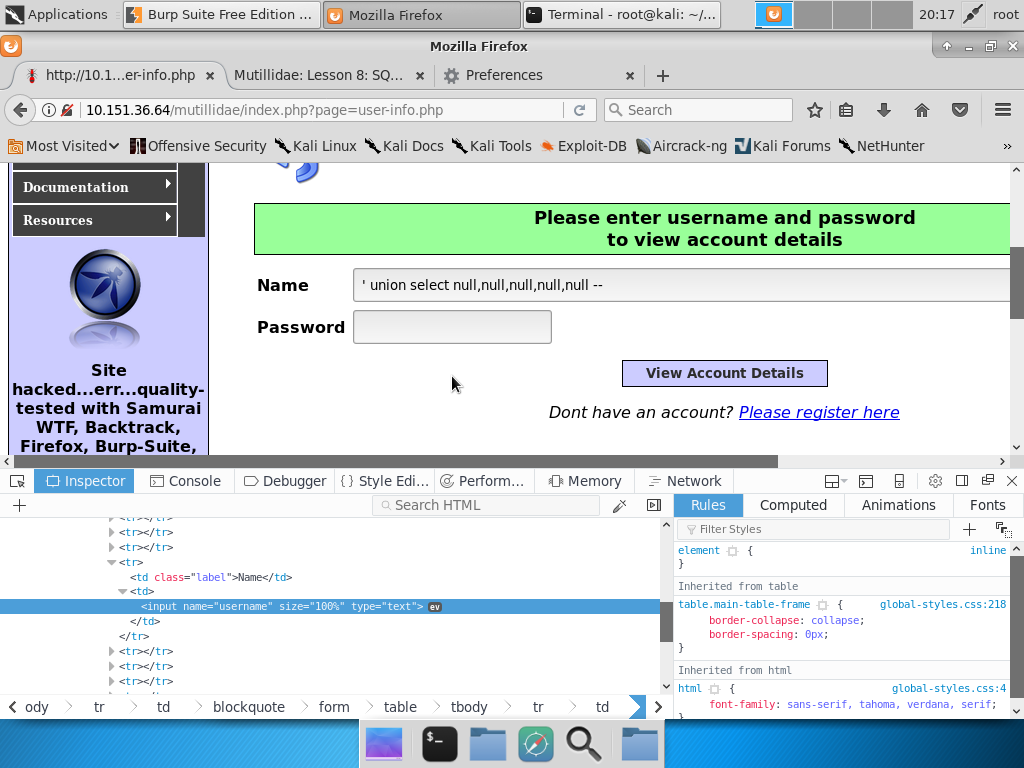 Applications Burp Suite Free Edition ... Mozilla Firefox Terminal - root@kali: ~/... 20:17 root
Mozilla Firefox
http://10.1...er-info.php × Mutillidae: Lesson 8: SQ... × Preferences ×
10.151.36.64/mutillidae/index.php?page=user-info.php Search
Most Visited Offensive Security Kali Linux Kali Docs Kali Tools Exploit-DB Aircrack-ng Kali Forums NetHunter »
Documentation
Resources
Site
hacked...err...quality-
tested with Samurai
WTF, Backtrack,
Firefox, Burp-Suite,
Please enter username and password
to view account details
Name ' union select null,null,null,null,null --
Password
View Account Details
Dont have an account? Please register here
Inspector Console Debugger Style Edi... Perform... Memory Network
Search HTML
<tr></tr>
<tr></tr>
<tr></tr>
<tr>
<td class="label">Name</td>
<td>
<input name="username" size="100%" type="text"> ev
</td>
</tr>
<tr></tr>
<tr></tr>
<tr></tr>
ody tr td blockquote form table tbody tr td
Rules Computed Animations Fonts
Filter Styles
element { inline
}
Inherited from table
table.main-table-frame { global-styles.css:218
border-collapse: collapse;
border-spacing: 0px;
}
Inherited from html
html { global-styles.css:4
font-family: sans-serif, tahoma, verdana, serif;
}